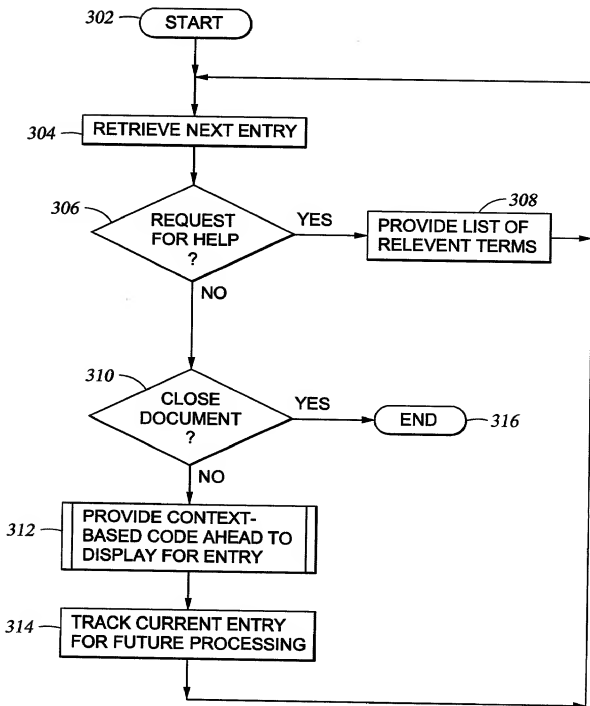 302
START
304
RETRIEVE NEXT ENTRY
306
REQUEST
FOR HELP
?
YES
308
PROVIDE LIST OF
RELEVENT TERMS
NO
310
CLOSE
DOCUMENT
?
YES
END
316
NO
312
PROVIDE CONTEXT-
BASED CODE AHEAD TO
DISPLAY FOR ENTRY
314
TRACK CURRENT ENTRY
FOR FUTURE PROCESSING